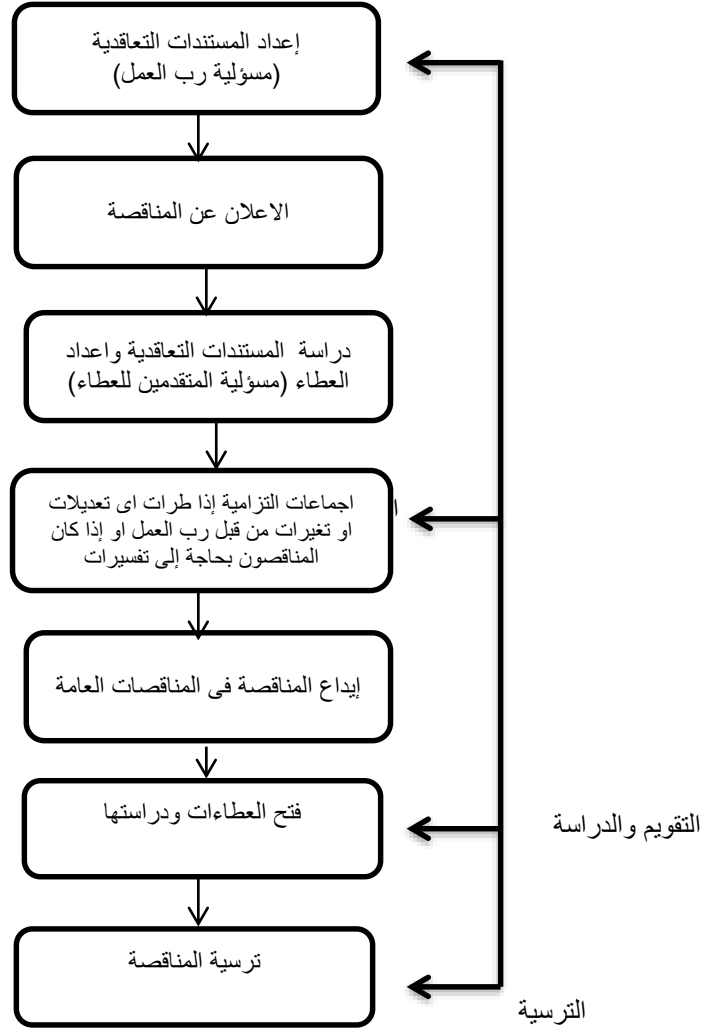 إعداد المستندات التعاقدية
(مسؤلية رب العمل)
الاعلان عن المناقصة
دراسة المستندات التعاقدية واعداد
العطاء (مسؤلية المتقدمين للعطاء)
اجماعات التزامية إذا طرات اى تعديلات
او تغيرات من قبل رب العمل او إذا كان
المناقصون بحاجة إلى تفسيرات
إيداع المناقصة فى المناقصات العامة
فتح العطاءات ودراستها
التقويم والدراسة
ترسية المناقصة
الترسية